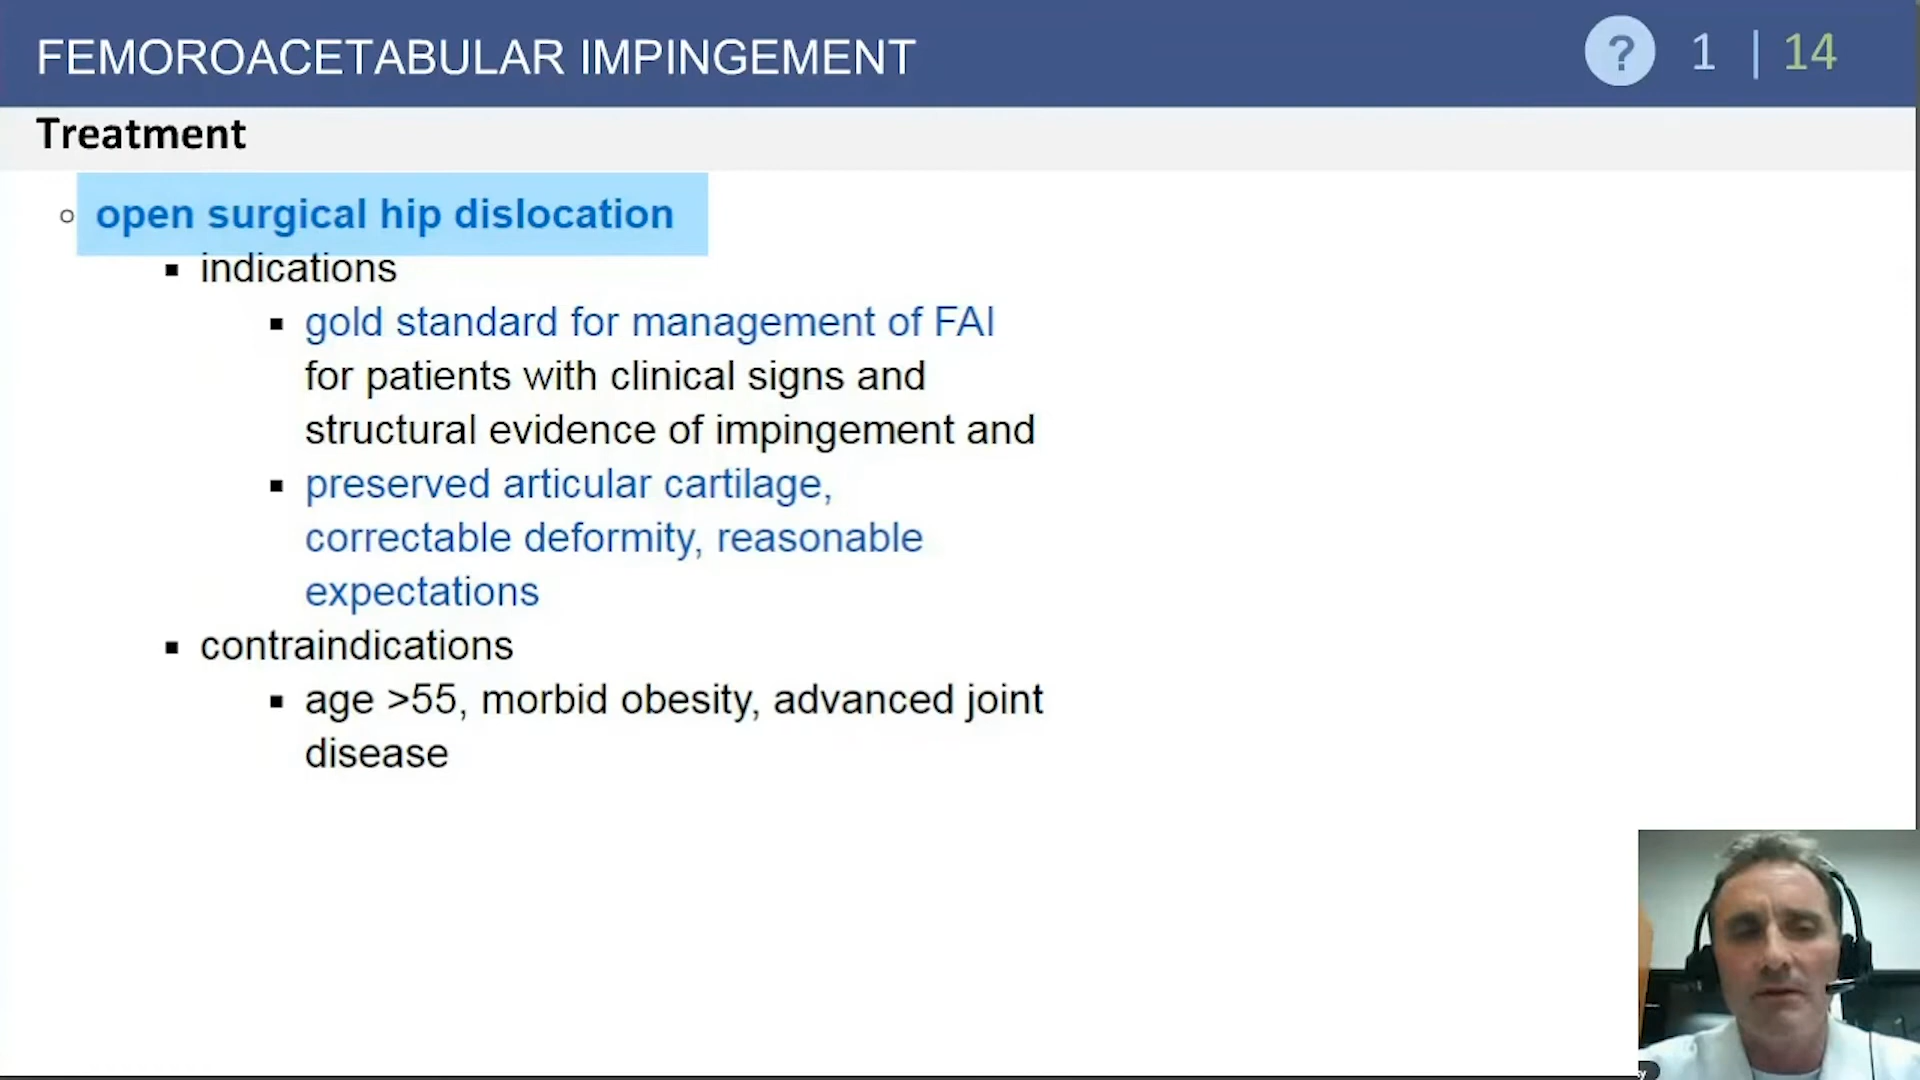 FEMOROACETABULAR IMPINGEMENT
? 1 | 14
Treatment
open surgical hip dislocation
indications
gold standard for management of FAI
for patients with clinical signs and
structural evidence of impingement and
preserved articular cartilage,
correctable deformity, reasonable
expectations
contraindications
age >55, morbid obesity, advanced joint
disease